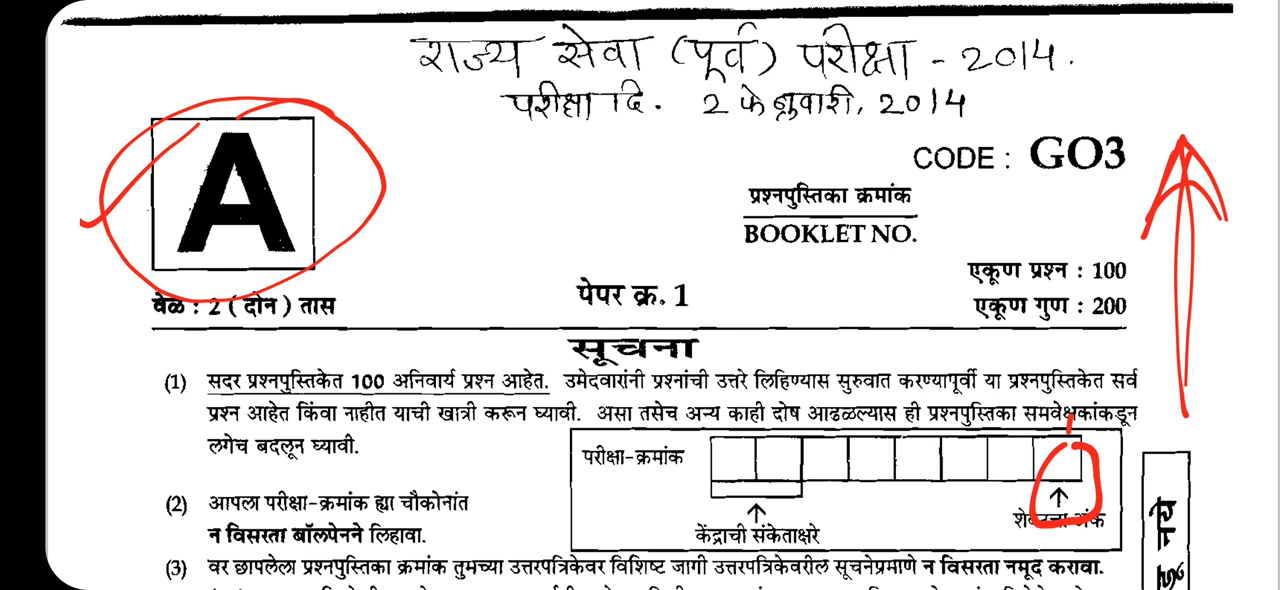 राज्य सेवा (पूर्व) परीक्षा - 2014.
परीक्षा दि. 2 फेब्रुवारी, 2014
A
CODE : GO3
प्रश्नपुस्तिका क्रमांक
BOOKLET NO.
एकूण प्रश्न : 100
वेळ : 2 ( दोन ) तास
पेपर क्र. 1
एकूण गुण : 200
सूचना
(1) सदर प्रश्नपुस्तिकेत 100 अनिवार्य प्रश्न आहेत. उमेदवारांनी प्रश्नांची उत्तरे लिहिण्यास सुरुवात करण्यापूर्वी या प्रश्नपुस्तिकेत सर्व
प्रश्न आहेत किंवा नाहीत याची खात्री करून घ्यावी. असा तसेच अन्य काही दोष आढळल्यास ही प्रश्नपुस्तिका समवेक्षकांकडून
लगेच बदलून घ्यावी.
परीक्षा-क्रमांक
(2) आपला परीक्षा-क्रमांक ह्या चौकोनांत
न विसरता बॉलपेनने लिहावा.
केंद्राची संकेताक्षरे
शेवटचा अंक
(3) वर छापलेला प्रश्नपुस्तिका क्रमांक तुमच्या उत्तरपत्रिकेवर विशिष्ट जागी उत्तरपत्रिकेवरील सूचनेप्रमाणे न विसरता नमूद करावा.